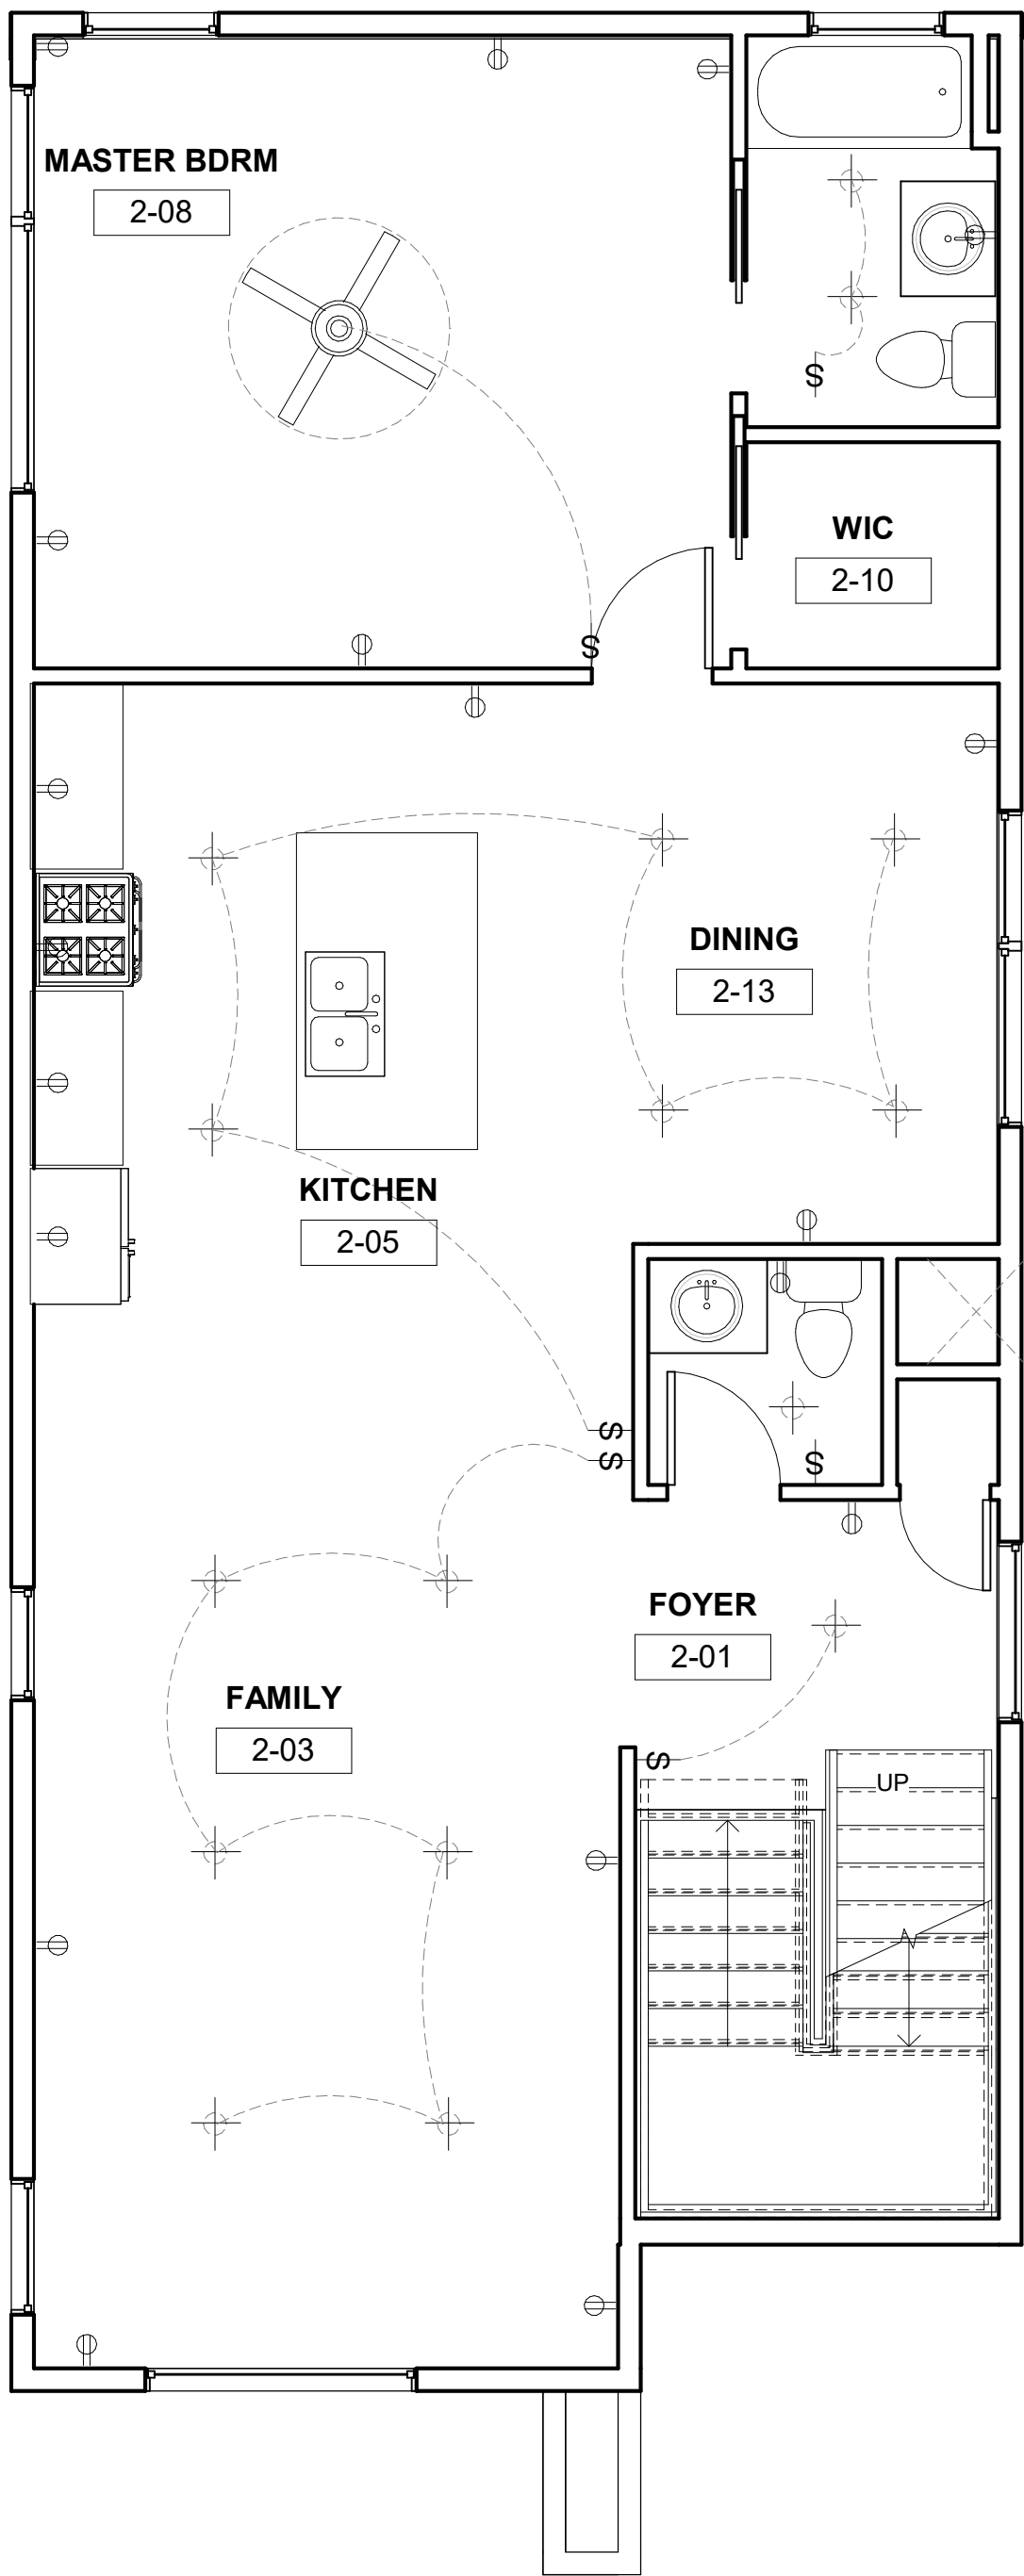 MASTER BDRM
2-08
S
S
WIC
2-10
DINING
2-13
KITCHEN
2-05
S
S
S
FOYER
2-01
FAMILY
2-03
S
UP